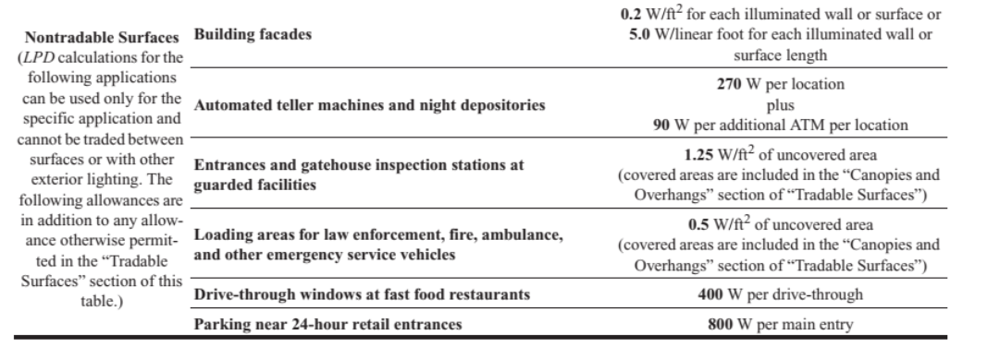 Nontradable Surfaces
(LPD calculations for the
following applications
can be used only for the
specific application and
cannot be traded between
surfaces or with other
exterior lighting. The
following allowances are
in addition to any allow-
ance otherwise permit-
ted in the “Tradable
Surfaces” section of this
table.)
Building facades
0.2 W/ft² for each illuminated wall or surface or
5.0 W/linear foot for each illuminated wall or
surface length
Automated teller machines and night depositories
270 W per location
plus
90 W per additional ATM per location
Entrances and gatehouse inspection stations at
guarded facilities
1.25 W/ft² of uncovered area
(covered areas are included in the “Canopies and
Overhangs” section of “Tradable Surfaces”)
Loading areas for law enforcement, fire, ambulance,
and other emergency service vehicles
0.5 W/ft² of uncovered area
(covered areas are included in the “Canopies and
Overhangs” section of “Tradable Surfaces”)
Drive-through windows at fast food restaurants
400 W per drive-through
Parking near 24-hour retail entrances
800 W per main entry